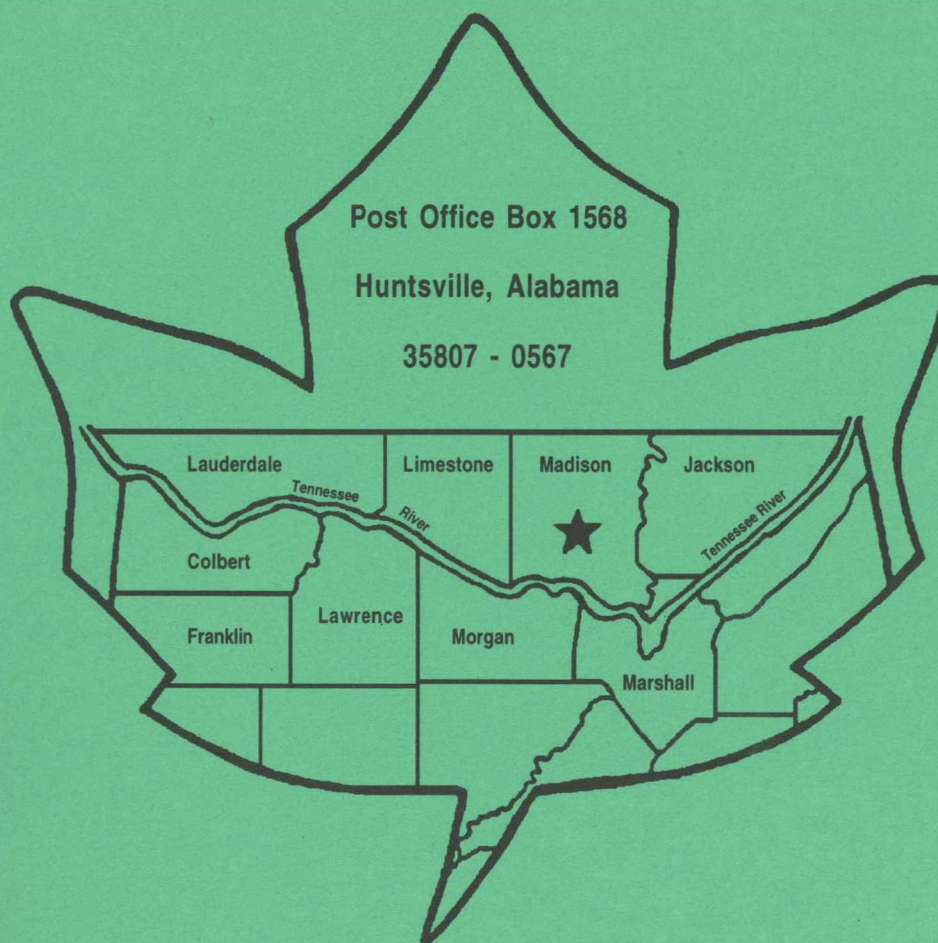 Post Office Box 1568
Huntsville, Alabama
35807 - 0567
Lauderdale
Limestone
Madison
Jackson
Tennessee
River
Tennessee River
Colbert
Lawrence
Franklin
Morgan
Marshall